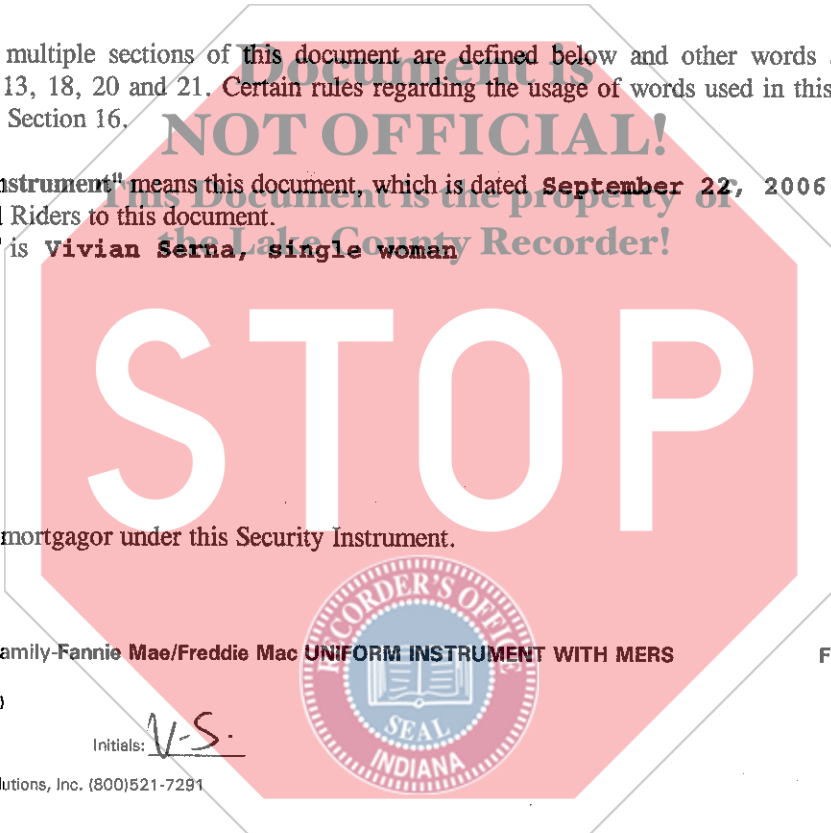 multiple sections of this document are defined below and other words
Document is
13, 18, 20 and 21. Certain rules regarding the usage of words used in this
Section 16.
NOT OFFICIAL!
nstrument" means this document, which is dated September 22, 2006
This Document is the property of
Riders to this document.
is Vivian Serna, single woman
the Lake County Recorder!
STOP
mortgagor under this Security Instrument.
RECORDER'S OFFICE
amily-Fannie Mae/Freddie Mac UNIFORM INSTRUMENT WITH MERS F
SEAL
Initials: V-S.
INDIANA
lutions, Inc. (800)521-7291